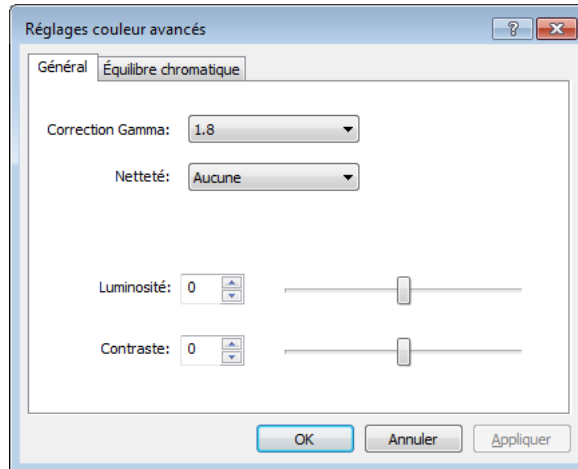 Réglages couleur avancés
?
Général Équilibre chromatique
Correction Gamma: 1.8
Netteté: Aucune
Luminosité: 0
Contraste: 0
OK Annuler Appliquer